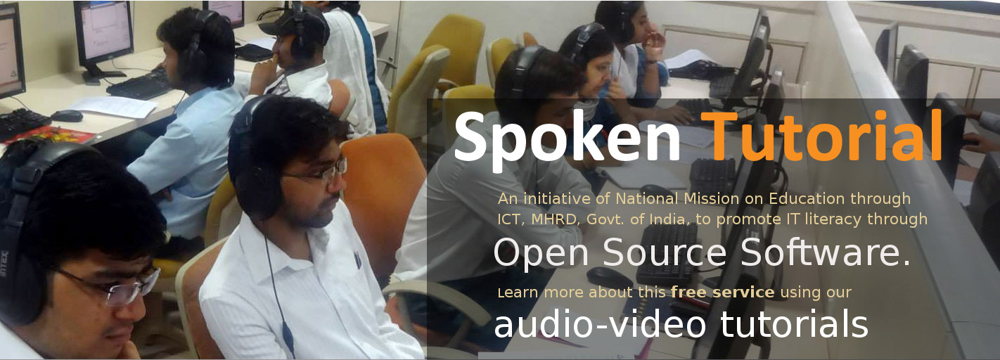 Spoken Tutorial
An initiative of National Mission on Education through
ICT, MHRD, Govt. of India, to promote IT literacy through
Open Source Software.
Learn more about this free service using our
audio-video tutorials
INTEX